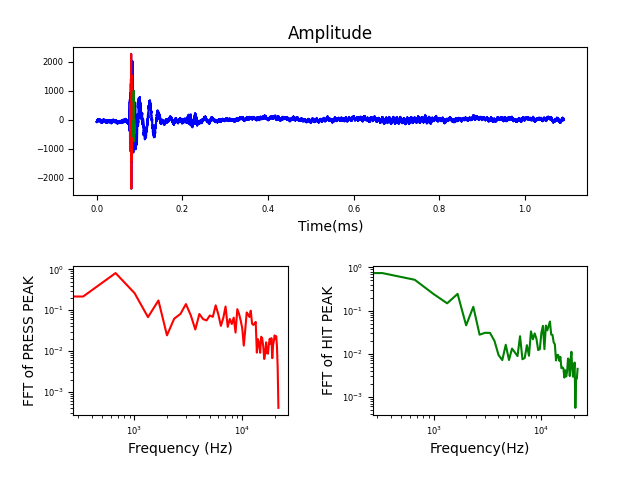 Amplitude
2000
1000
0
−1000
−2000
0.0 0.2 0.4 0.6 0.8 1.0
Time(ms)
FFT of PRESS PEAK
10⁰
10⁻¹
10⁻²
10⁻³
10³ 10⁴
Frequency (Hz)
FFT of HIT PEAK
10⁰
10⁻¹
10⁻²
10⁻³
10³ 10⁴
Frequency(Hz)